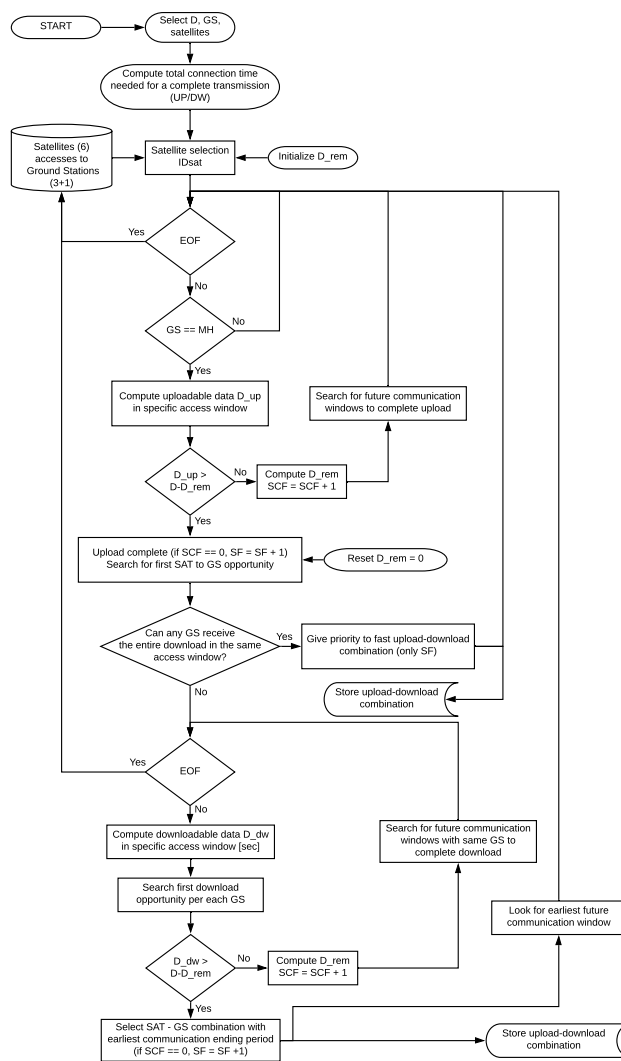 START
Select D, GS,
satellites
Compute total connection time
needed for a complete transmission
(UP/DW)
Satellites (6)
accesses to
Ground Stations
(3+1)
Satellite selection
IDsat
Initialize D_rem
Yes
EOF
No
GS == MH
No
Yes
Compute uploadable data D_up
in specific access window
Search for future communication
windows to complete upload
D_up >
D-D_rem
No
Compute D_rem
SCF = SCF + 1
Yes
Upload complete (if SCF == 0, SF = SF + 1)
Search for first SAT to GS opportunity
Reset D_rem = 0
Can any GS receive
the entire download in the same
access window?
Yes
Give priority to fast upload-download
combination (only SF)
No
Store upload-download
combination
Yes
EOF
No
Compute downloadable data D_dw
in specific access window [sec]
Search for future communication
windows with same GS to
complete download
Search first download
opportunity per each GS
Look for earliest future
communication window
D_dw >
D-D_rem
No
Compute D_rem
SCF = SCF + 1
Yes
Select SAT - GS combination with
earliest communication ending period
(if SCF == 0, SF = SF +1)
Store upload-download
combination